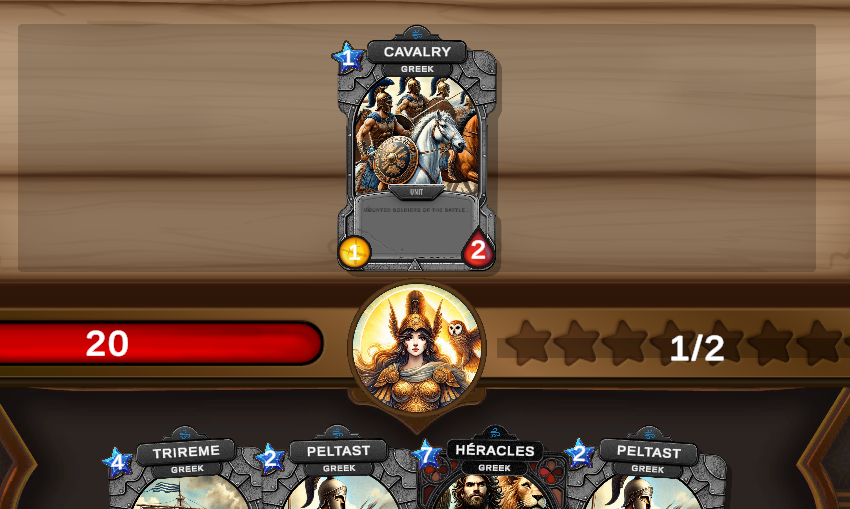 1
CAVALRY
GREEK
UNIT
MOUNTED SOLDIERS OF THE BATTLE
1
2
20
1/2
4
TRIREME
GREEK
2
PELTAST
GREEK
7
HÉRACLES
GREEK
2
PELTAST
GREEK